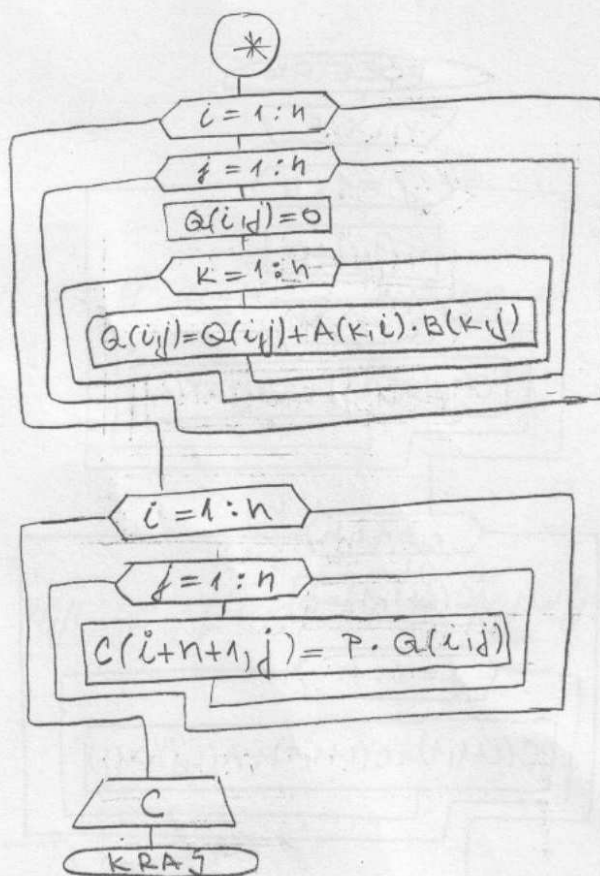 *
i = 1 : n
j = 1 : n
Q(i,j)=0
K = 1 : n
Q(i,j)=Q(i,j)+A(K,i)·B(K,j)
i = 1 : n
j = 1 : n
C(i+n+1,j) = P · Q(i,j)
C
KRAJ